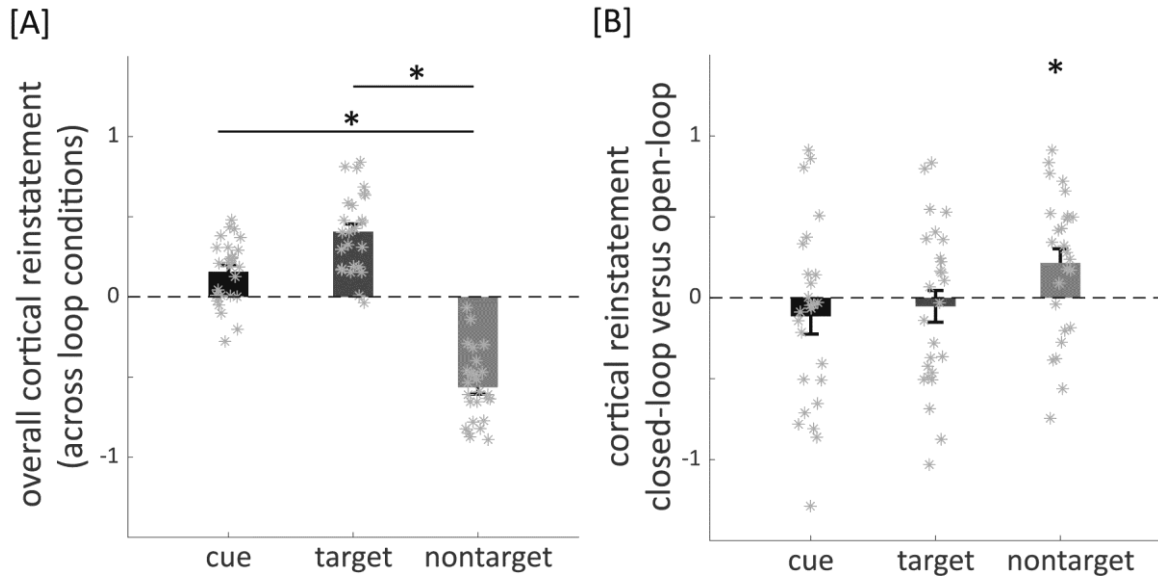 [A]
overall cortical reinstatement
(across loop conditions)
1
0
-1
*
*
cue target nontarget
[B]
cortical reinstatement
closed-loop versus open-loop
1
0
-1
*
cue target nontarget